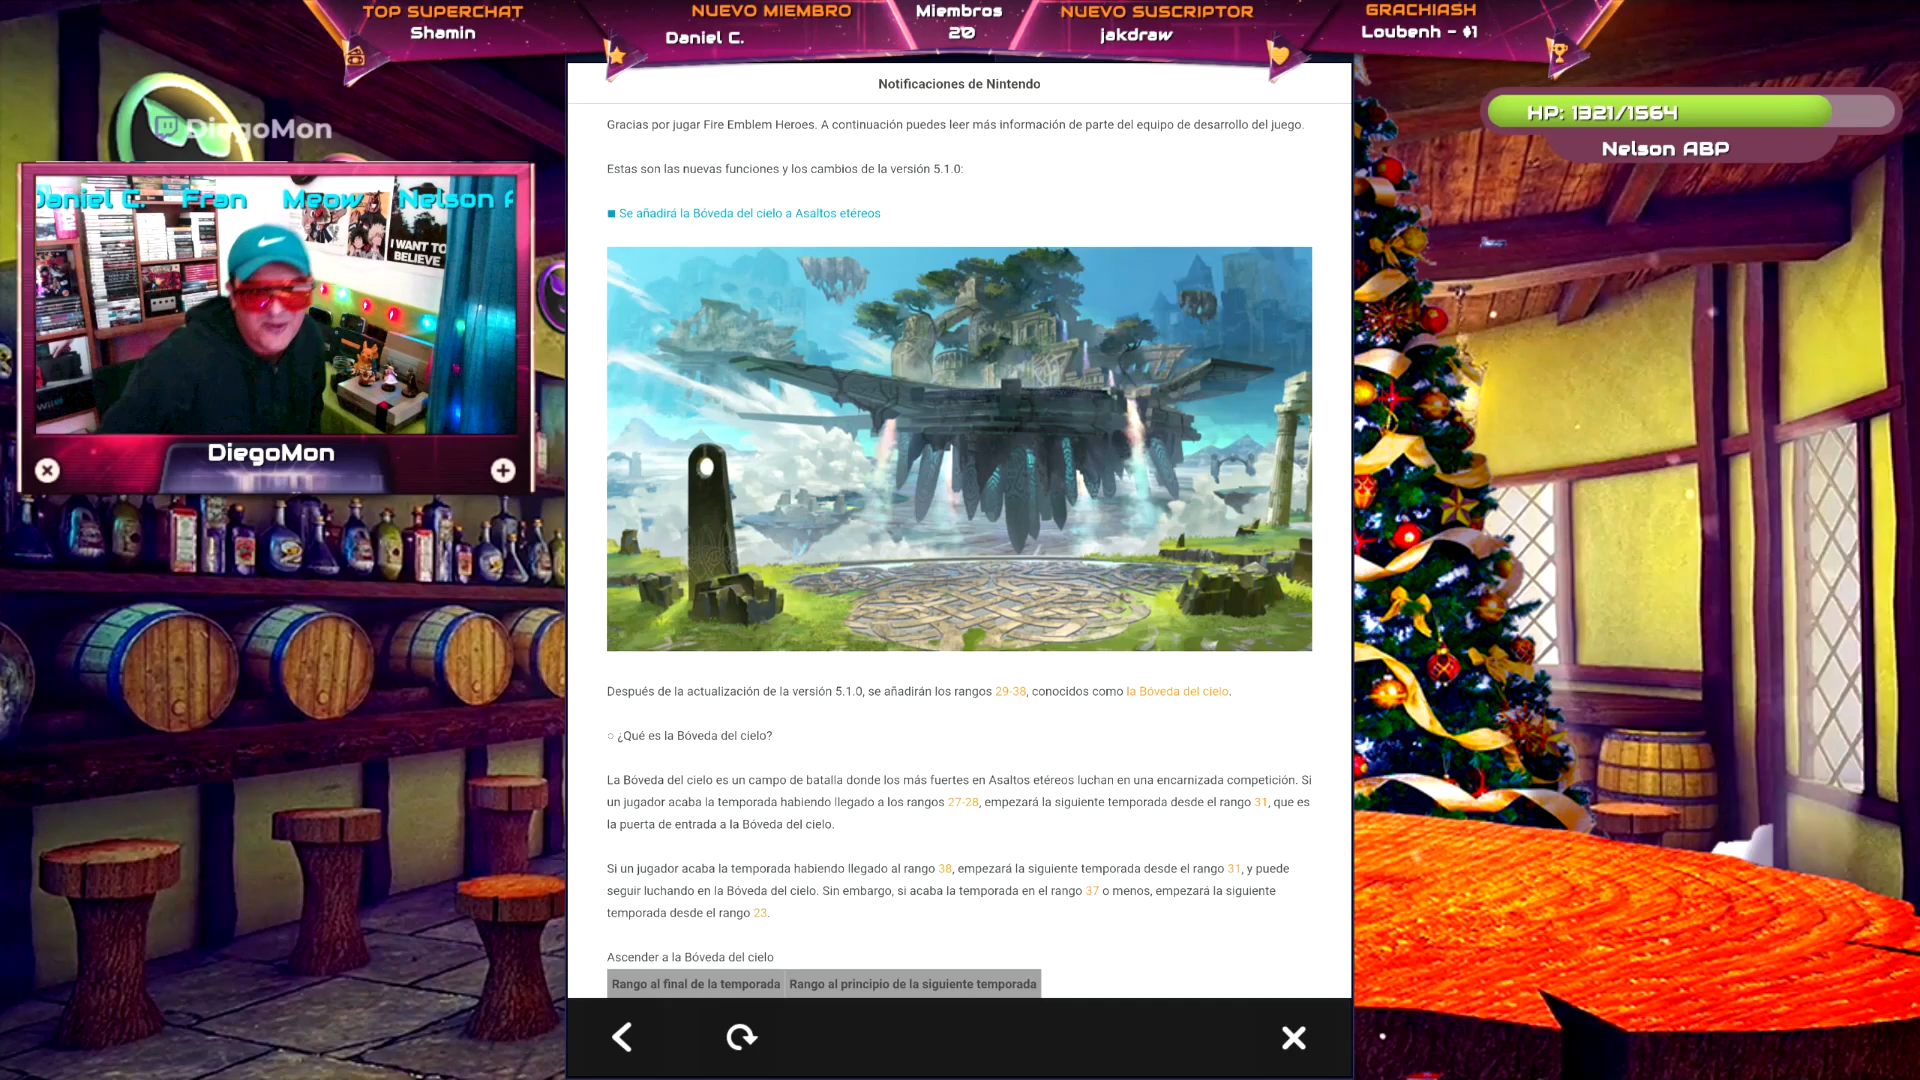 TOP SUPERCHAT
Shamin
NUEVO MIEMBRO
Daniel C.
Miembros
20
NUEVO SUSCRIPTOR
jakdraw
GRACHIASH
Loubenh - $1
DiegoMon
Daniel C. Fran Meow Nelson A
I WANT TO
BELIEVE
DiegoMon
HP: 1321/1564
Nelson ABP
Notificaciones de Nintendo
Gracias por jugar Fire Emblem Heroes. A continuación puedes leer más información de parte del equipo de desarrollo del juego.
Estas son las nuevas funciones y los cambios de la versión 5.1.0:
■ Se añadirá la Bóveda del cielo a Asaltos etéreos
Después de la actualización de la versión 5.1.0, se añadirán los rangos 29-38, conocidos como la Bóveda del cielo.
○ ¿Qué es la Bóveda del cielo?
La Bóveda del cielo es un campo de batalla donde los más fuertes en Asaltos etéreos luchan en una encarnizada competición. Si
un jugador acaba la temporada habiendo llegado a los rangos 27-28, empezará la siguiente temporada desde el rango 31, que es
la puerta de entrada a la Bóveda del cielo.
Si un jugador acaba la temporada habiendo llegado al rango 38, empezará la siguiente temporada desde el rango 31, y puede
seguir luchando en la Bóveda del cielo. Sin embargo, si acaba la temporada en el rango 37 o menos, empezará la siguiente
temporada desde el rango 23.
Ascender a la Bóveda del cielo
Rango al final de la temporada Rango al principio de la siguiente temporada